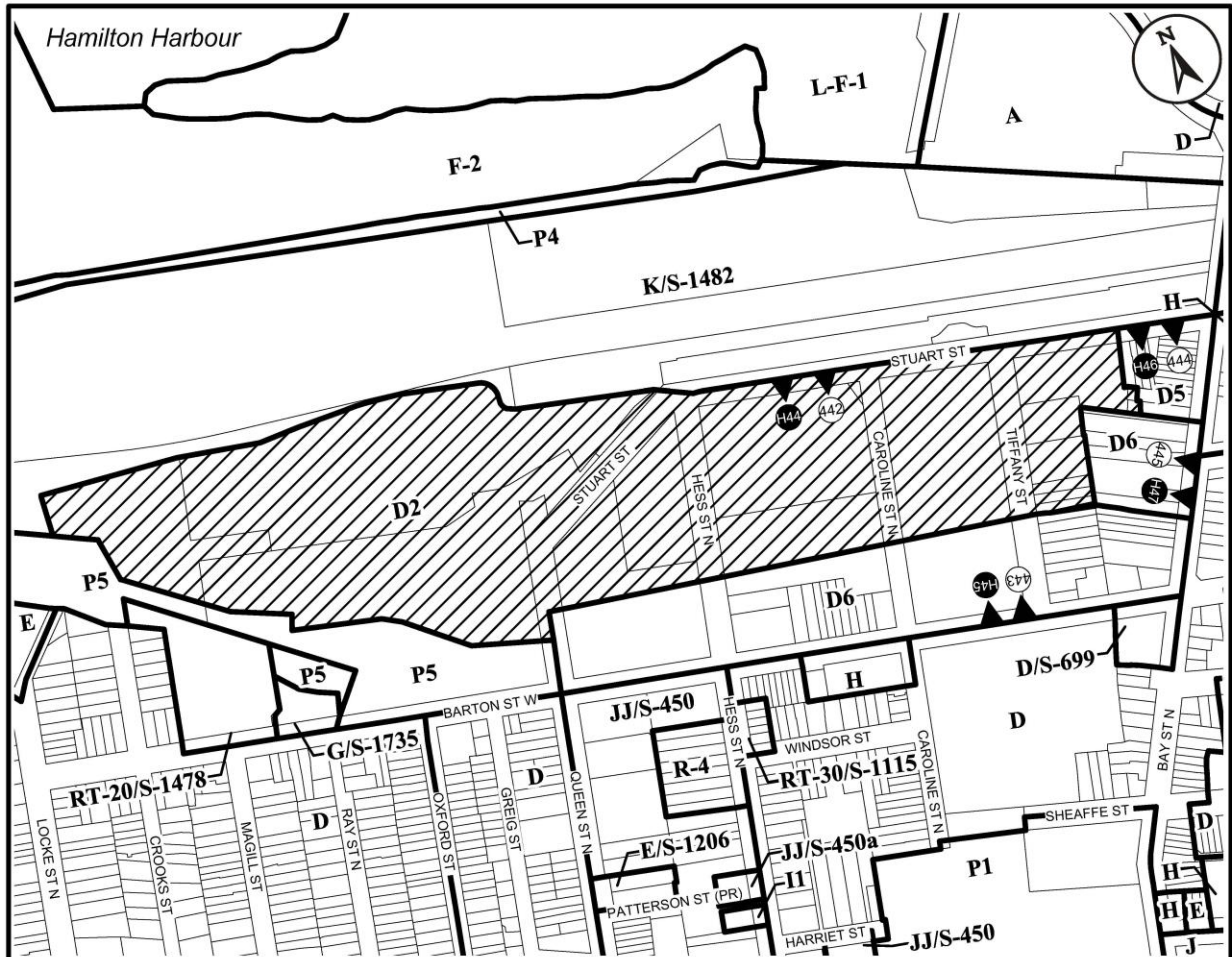 Hamilton Harbour
N
L-F-1
A
D
F-2
P4
K/S-1482
H
STUART ST
H46
444
D5
H44
442
D6
445
H47
CAROLINE ST N
TIFFANY ST
STUART ST
HESS ST N
D2
P5
E
H45
443
D6
D/S-699
P5
P5
BARTON ST W
JJ/S-450
H
D
HESS ST N
WINDSOR ST
G/S-1735
R-4
RT-30/S-1115
RT-20/S-1478
D
D
QUEEN ST N
CAROLINE ST N
BAY ST N
SHEAFFE ST
LOCKE ST N
CROOKS ST
MAGILL ST
RAY ST N
OXFORD ST
GREIG ST
E/S-1206
JJ/S-450a
I1
P1
D
H
PATTERSON ST (PR)
H
E
HARRIET ST
JJ/S-450
J